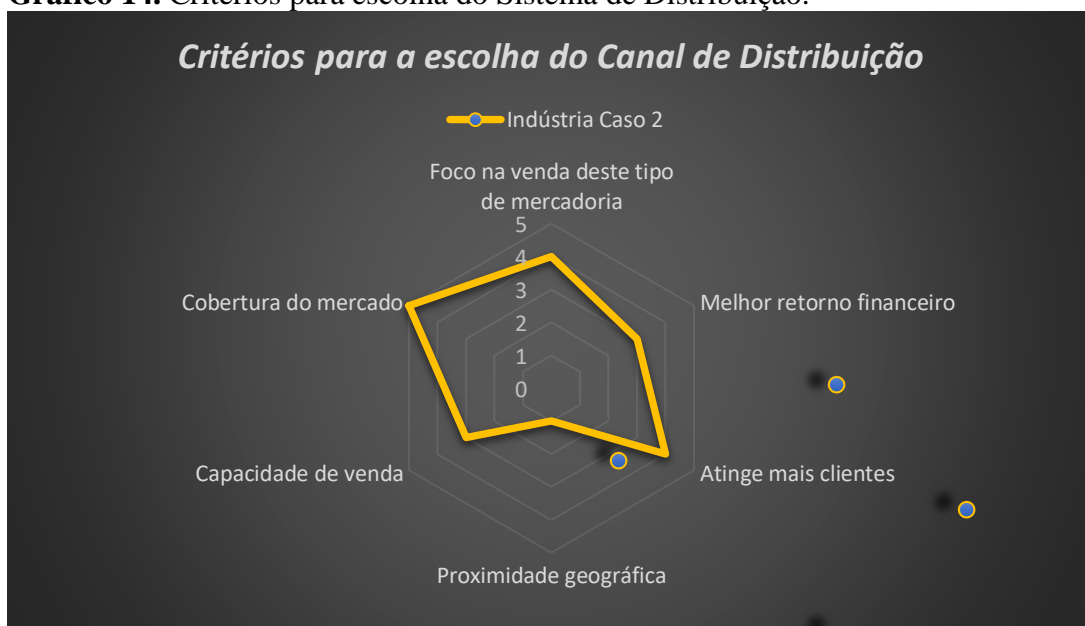 Gráfico 14. Critérios para escolha do Sistema de Distribuição.
Critérios para a escolha do Canal de Distribuição
Indústria Caso 2
Foco na venda deste tipo
de mercadoria
5
4
3
2
1
0
Cobertura do mercado
Melhor retorno financeiro
Capacidade de venda
Atinge mais clientes
Proximidade geográfica